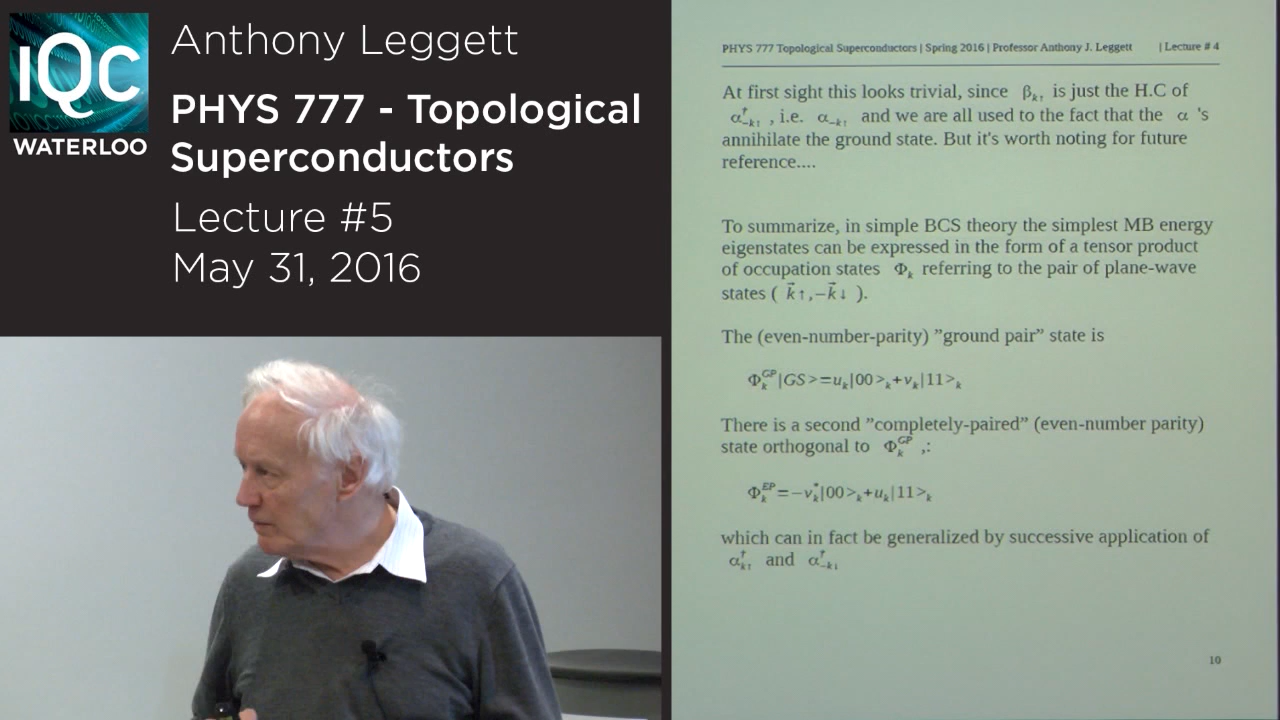 IQC
WATERLOO
Anthony Leggett
PHYS 777 - Topological
Superconductors
Lecture #5
May 31, 2016
PHYS 777 Topological Superconductors | Spring 2016 | Professor Anthony J. Leggett | Lecture # 4
At first sight this looks trivial, since β_{k↑} is just the H.C of
α†_{-k↑} , i.e. α_{-k↑} and we are all used to the fact that the α 's
annihilate the ground state. But it's worth noting for future
reference....
To summarize, in simple BCS theory the simplest MB energy
eigenstates can be expressed in the form of a tensor product
of occupation states Φ_k referring to the pair of plane-wave
states ( k⃗↑,-k⃗↓ ).
The (even-number-parity) ”ground pair” state is
Φ_k^{GP}|GS>=u_k|00>_k+v_k|11>_k
There is a second ”completely-paired” (even-number parity)
state orthogonal to Φ_k^{GP} ,:
Φ_k^{EP}=-v_k^*|00>_k+u_k|11>_k
which can in fact be generalized by successive application of
α†_{k↑} and α†_{-k↓}
10